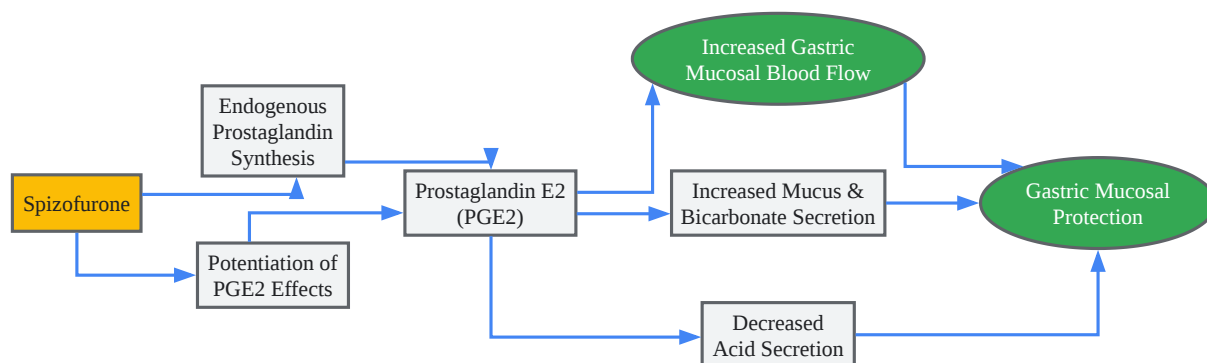 Spizofurone
Endogenous
Prostaglandin
Synthesis
Potentiation of
PGE2 Effects
Prostaglandin E2
(PGE2)
Increased Gastric
Mucosal Blood Flow
Increased Mucus &
Bicarbonate Secretion
Decreased
Acid Secretion
Gastric Mucosal
Protection